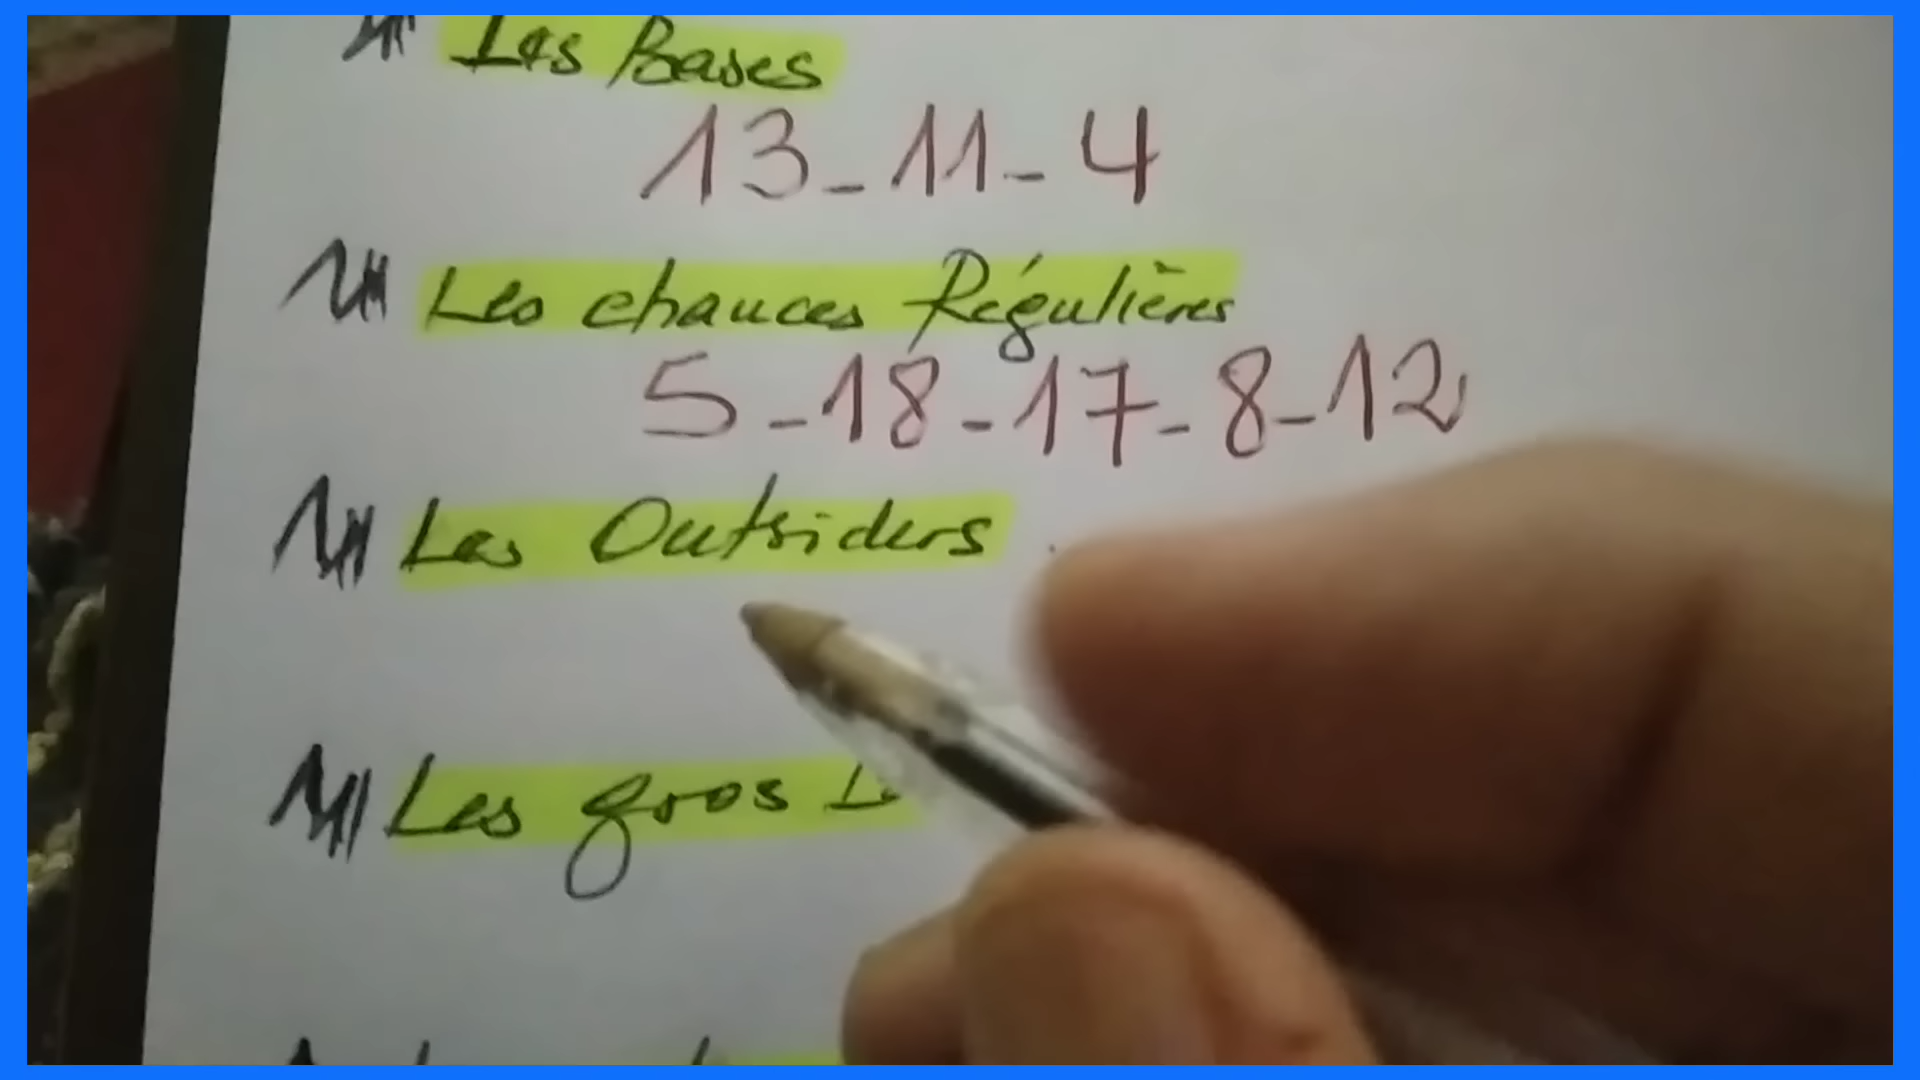 Les Bases
13-11-4
Les chances Régulières
5-18-17-8-12
Les Outsiders
Les gros